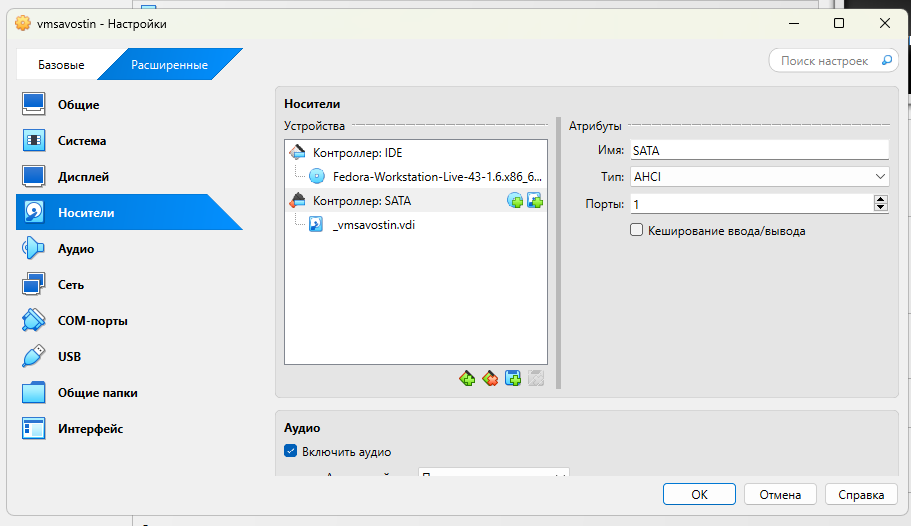 vmsavostin - Настройки
Базовые
Расширенные
Поиск настроек
Общие
Система
Дисплей
Носители
Аудио
Сеть
COM-порты
USB
Общие папки
Интерфейс
Носители
Устройства
Контроллер: IDE
Fedora-Workstation-Live-43-1.6.x86_6...
Контроллер: SATA
_vmsavostin.vdi
Атрибуты
Имя: SATA
Тип: AHCI
Порты: 1
Кеширование ввода/вывода
Аудио
Включить аудио
OK
Отмена
Справка